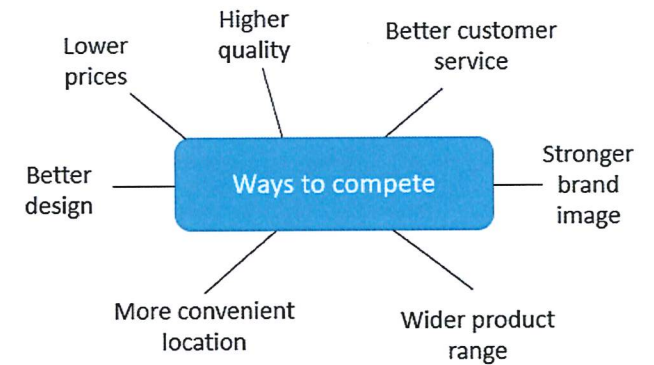 Higher
quality
Better customer
service
Lower
prices
Stronger
brand
image
Ways to compete
Better
design
More convenient
location
Wider product
range